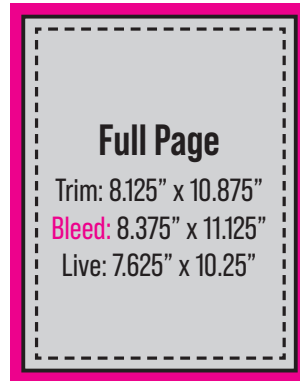 Full Page
Trim: 8.125” x 10.875”
Bleed: 8.375” x 11.125”
Live: 7.625” x 10.25”